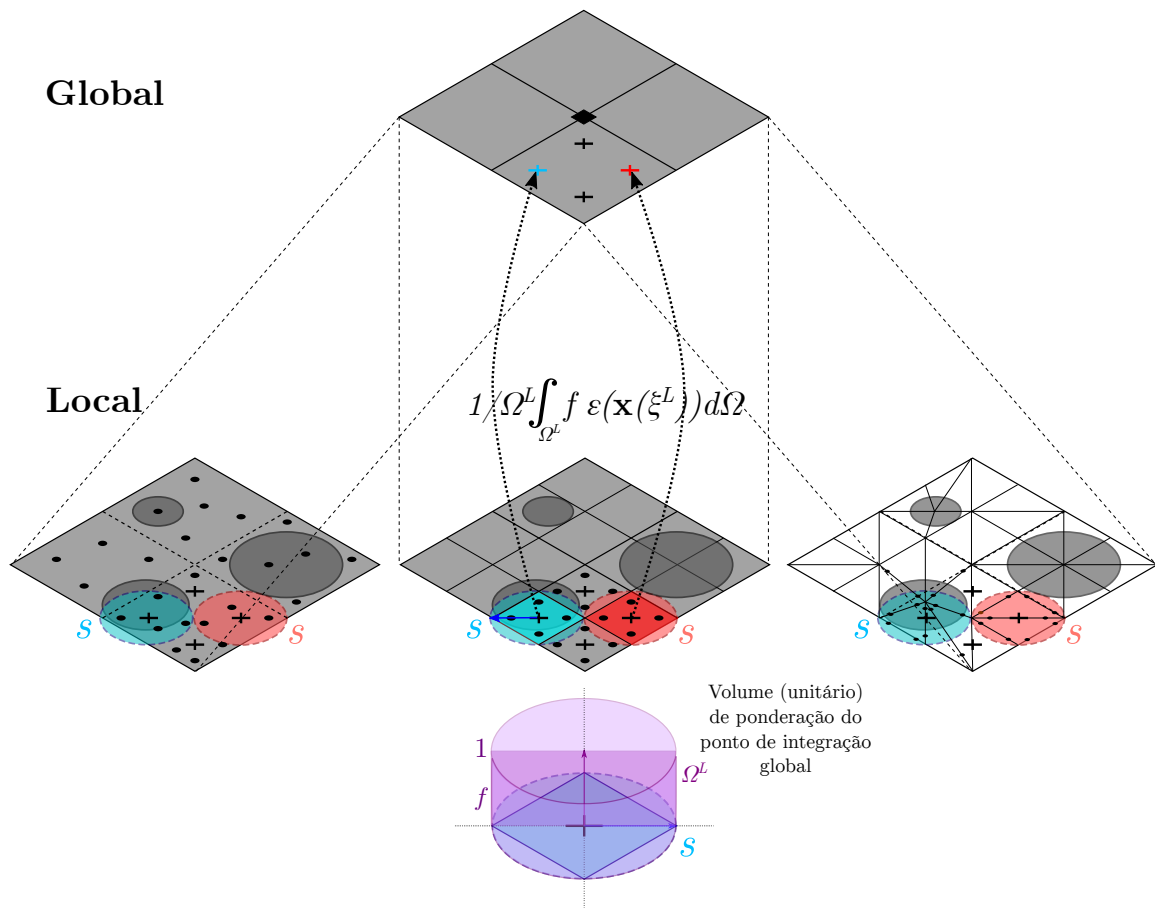 Global
Local
1/Ω^L ∫_{Ω^L} f ε(x(ξ^L))dΩ
s s s s s
Volume (unitário)
de ponderação do
ponto de integração
global
1
Ω^L
f
s